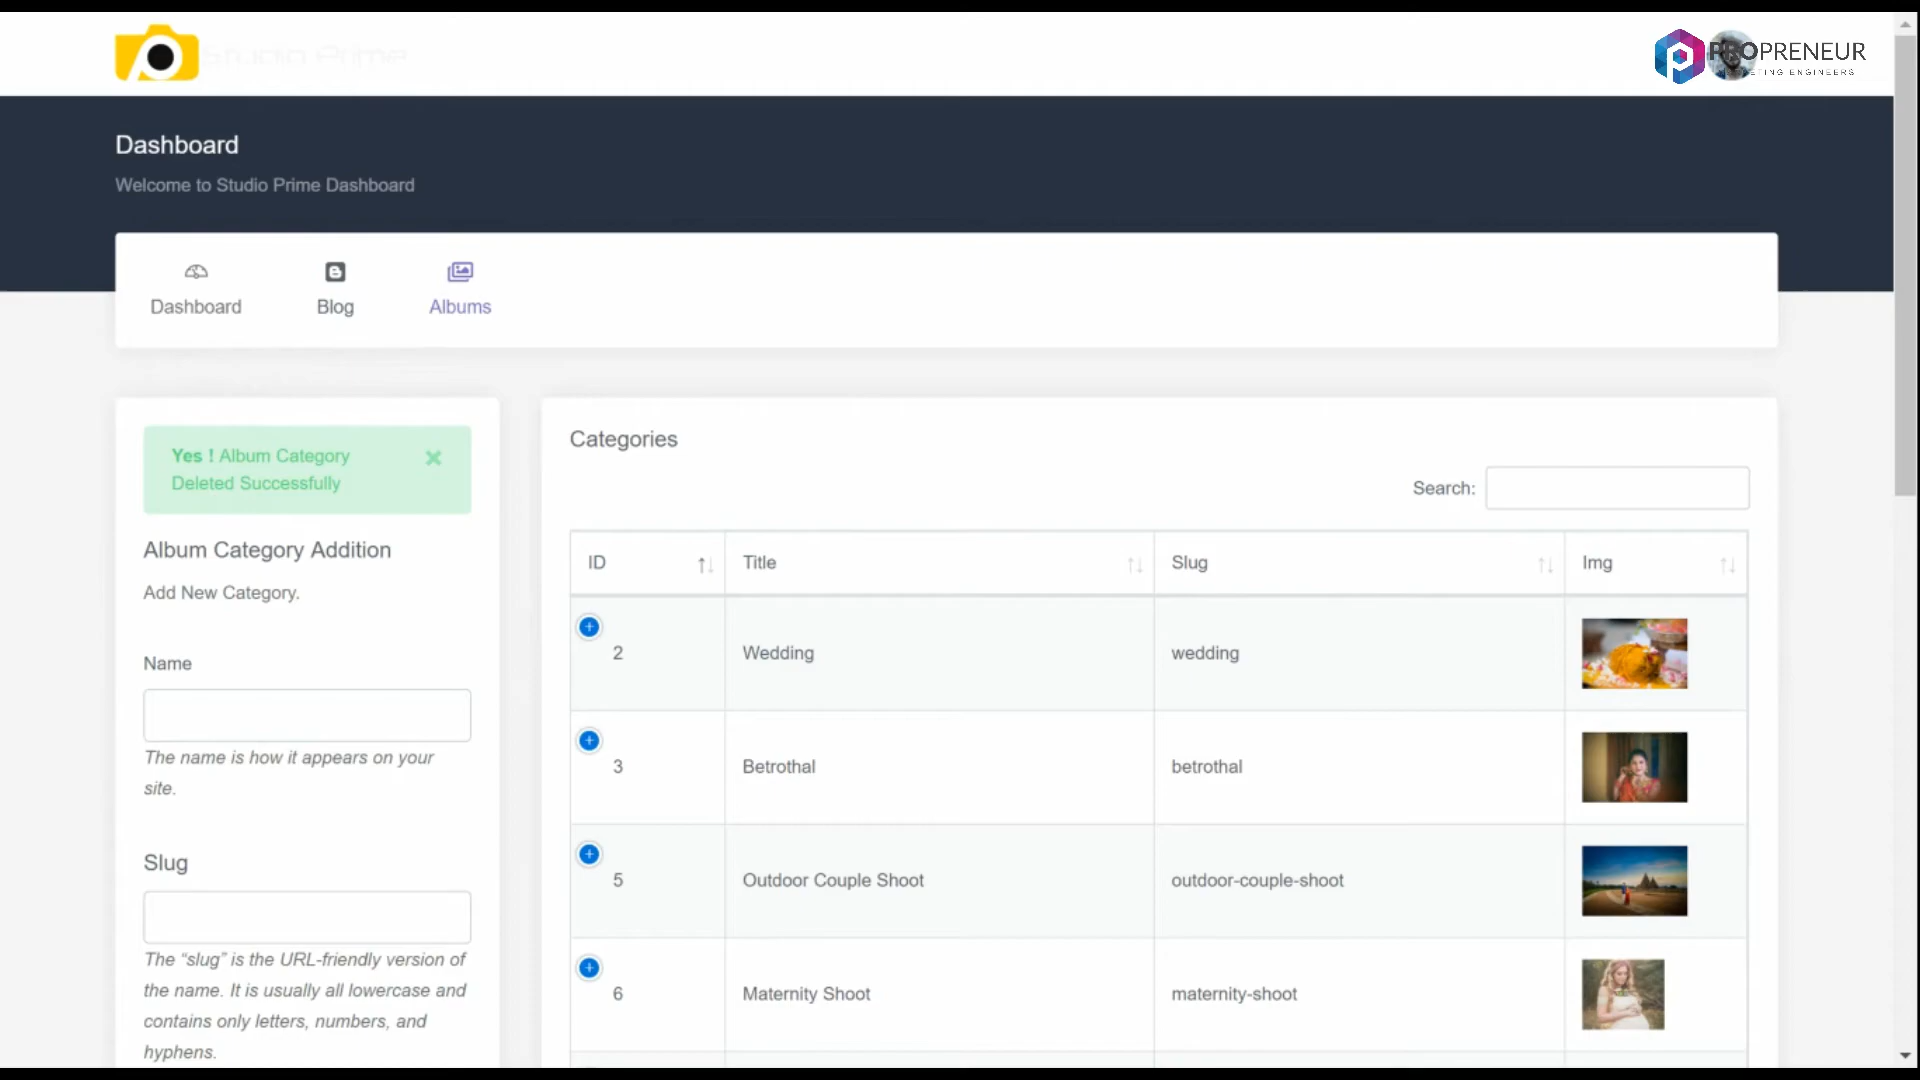 Studio Prime
PROPRENEUR
Dashboard
Welcome to Studio Prime Dashboard
Dashboard
Blog
Albums
Yes ! Album Category
Deleted Successfully
Album Category Addition
Add New Category.
Name
The name is how it appears on your
site.
Slug
The “slug” is the URL-friendly version of
the name. It is usually all lowercase and
contains only letters, numbers, and
hyphens.
Categories
Search:
ID Title Slug Img
2 Wedding wedding
3 Betrothal betrothal
5 Outdoor Couple Shoot outdoor-couple-shoot
6 Maternity Shoot maternity-shoot